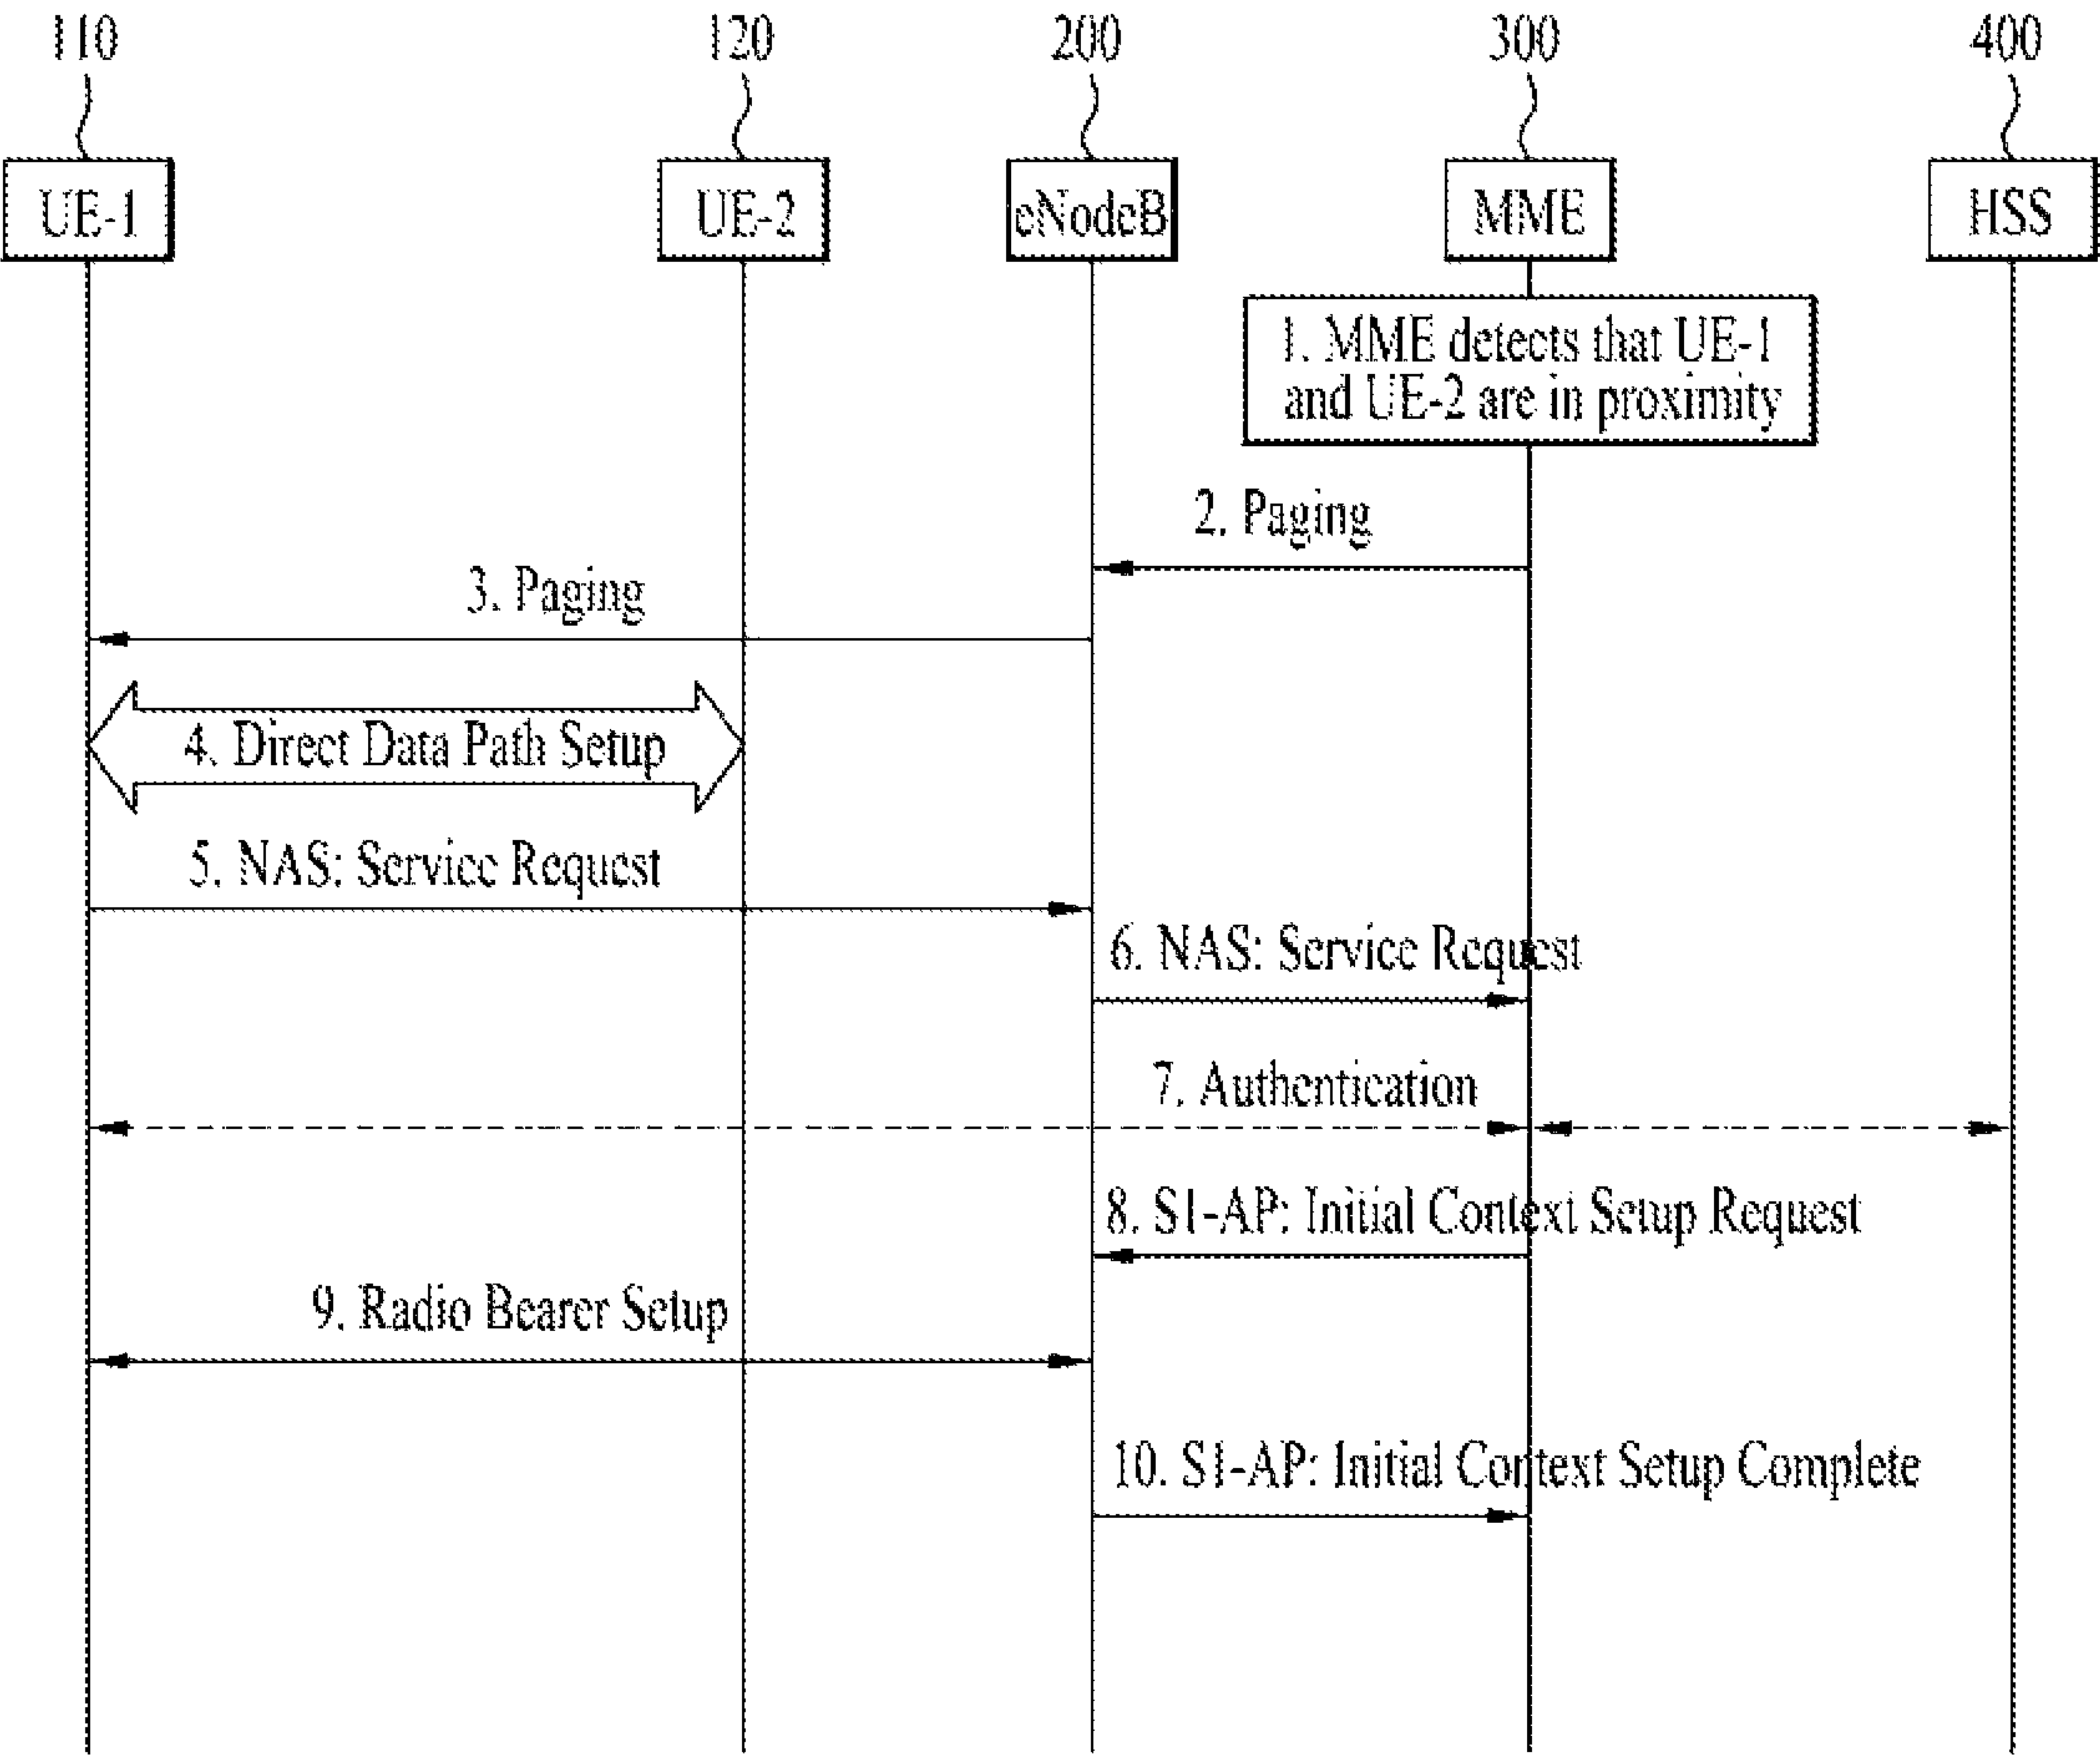 110 120 200 300 400
UE-1 UE-2 eNodeB MME HSS
1. MME detects that UE-1
and UE-2 are in proximity
2. Paging
3. Paging
4. Direct Data Path Setup
5. NAS: Service Request
6. NAS: Service Request
7. Authentication
8. S1-AP: Initial Context Setup Request
9. Radio Bearer Setup
10. S1-AP: Initial Context Setup Complete